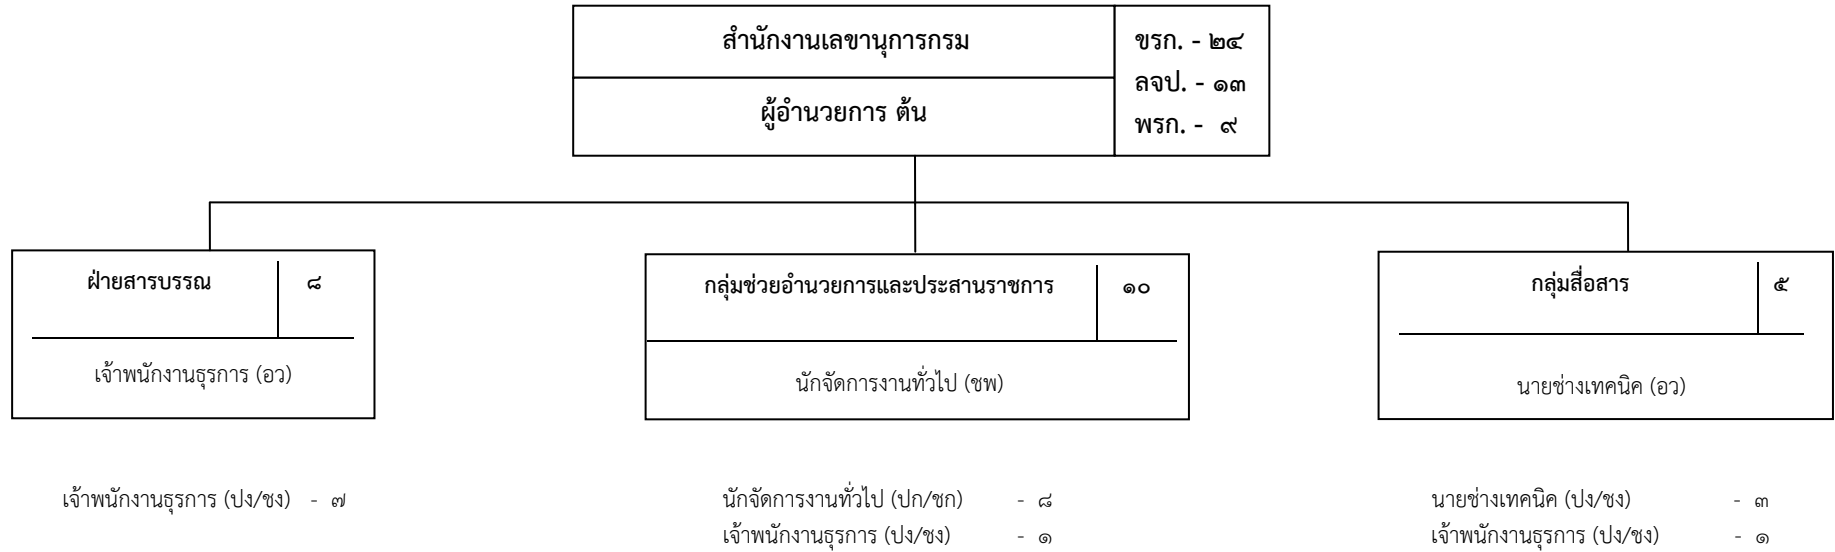 สำนักงานเลขานุการกรม
ผู้อำนวยการ ต้น
ขรก. - ๒๔
ลจป. - ๑๓
พรก. - ๙
ฝ่ายสารบรรณ ๘
เจ้าพนักงานธุรการ (อว)
กลุ่มช่วยอำนวยการและประสานราชการ ๑๐
นักจัดการงานทั่วไป (ชพ)
กลุ่มสื่อสาร ๕
นายช่างเทคนิค (อว)
เจ้าพนักงานธุรการ (ปง/ชง) - ๗
นักจัดการงานทั่วไป (ปก/ชก) - ๘
เจ้าพนักงานธุรการ (ปง/ชง) - ๑
นายช่างเทคนิค (ปง/ชง) - ๓
เจ้าพนักงานธุรการ (ปง/ชง) - ๑